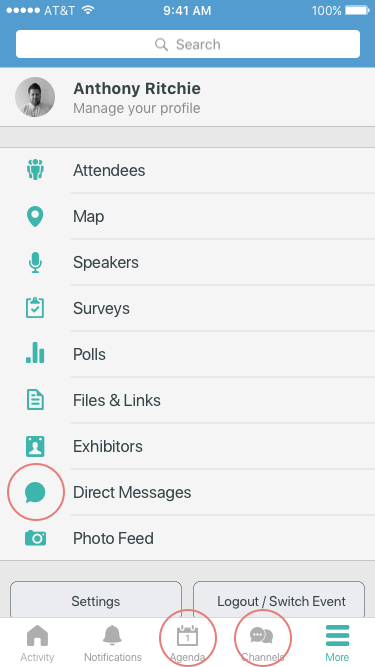 AT&T 9:41 AM 100%
Search
Anthony Ritchie
Manage your profile
Attendees
Map
Speakers
Surveys
Polls
Files & Links
Exhibitors
Direct Messages
Photo Feed
Settings Logout / Switch Event
1
Activity Notifications Agenda Channels More